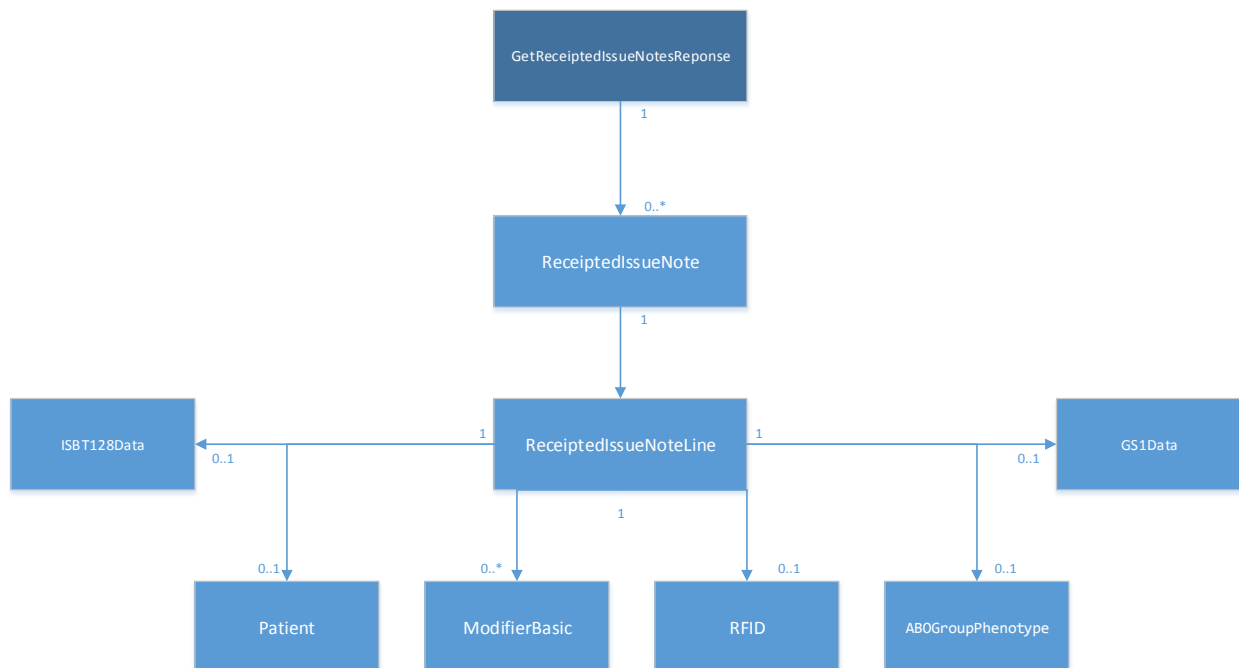 GetReceiptedIssueNotesReponse
1
0..*
ReceiptedIssueNote
1
ISBT128Data
0..1
1
ReceiptedIssueNoteLine
1
0..1
GS1Data
1
0..1
0..*
0..1
0..1
Patient
ModifierBasic
RFID
ABOGroupPhenotype